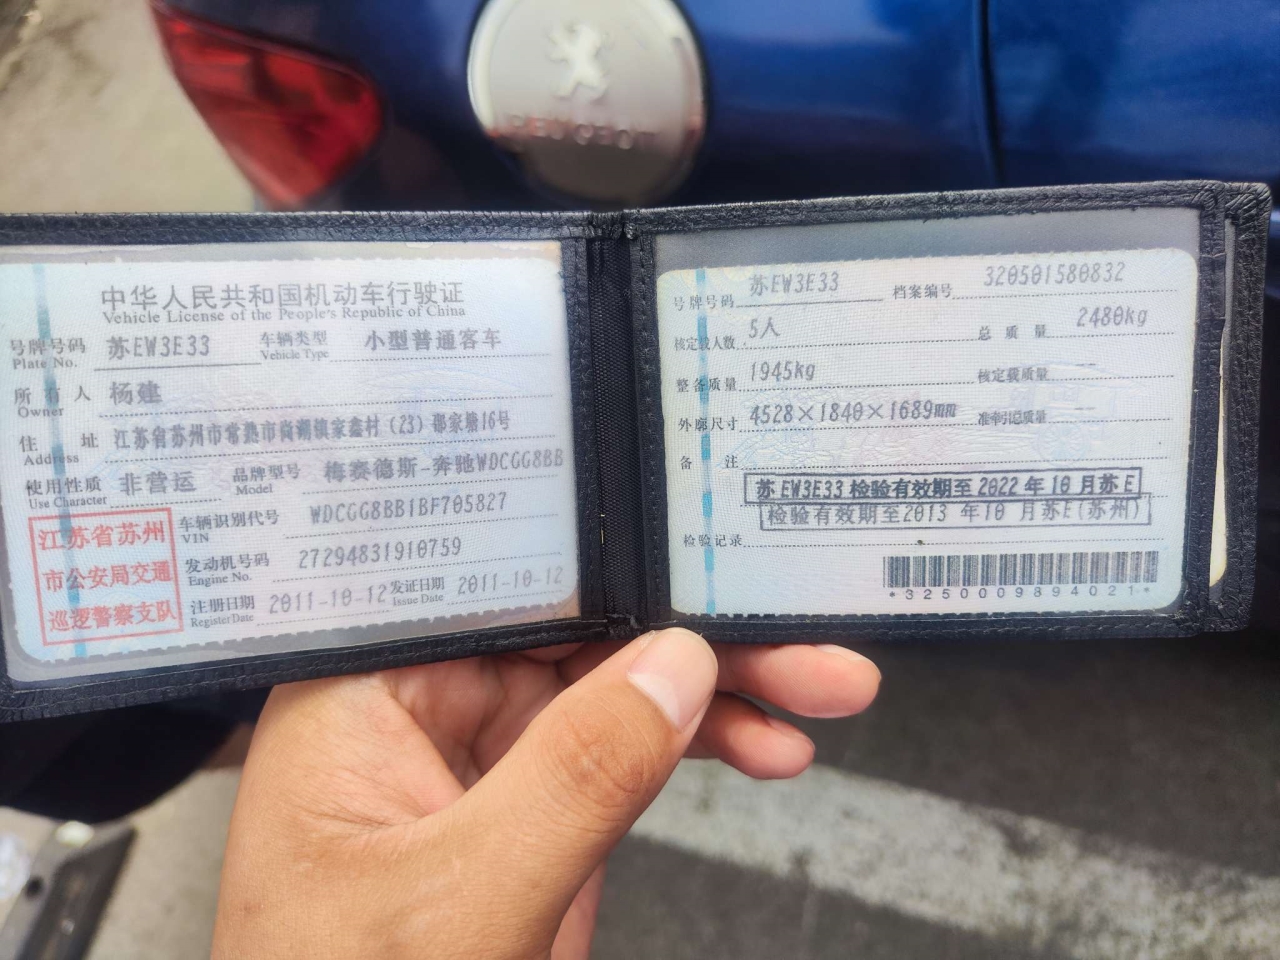 PEUGEOT
中华人民共和国机动车行驶证
Vehicle License of the People's Republic of China
号牌号码 苏EW3E33 车辆类型 小型普通客车
Plate No. Vehicle Type
所有人 杨建
Owner
住址 江苏省苏州市常熟市尚湖镇家鑫村(23)邵家塘16号
Address
使用性质 非营运 品牌型号 梅赛德斯-奔驰WDCGG8BB
Use Character Model
江苏省苏州
市公安局交通
巡逻警察支队
车辆识别代号 WDCGG8BB1BF705827
VIN
发动机号码 27294831910759
Engine No.
注册日期 2011-10-12 发证日期 2011-10-12
Register Date Issue Date
号牌号码 苏EW3E33 档案编号 320501580832
核定载人数 5人 总质量 2480kg
整备质量 1945kg 核定载质量 --
外廓尺寸 4528×1840×1689mm 准牵引总质量 --
备注
苏EW3E33检验有效期至2022年10月苏E
检验有效期至2013 年10月苏E(苏州)
检验记录
*3250009894021*